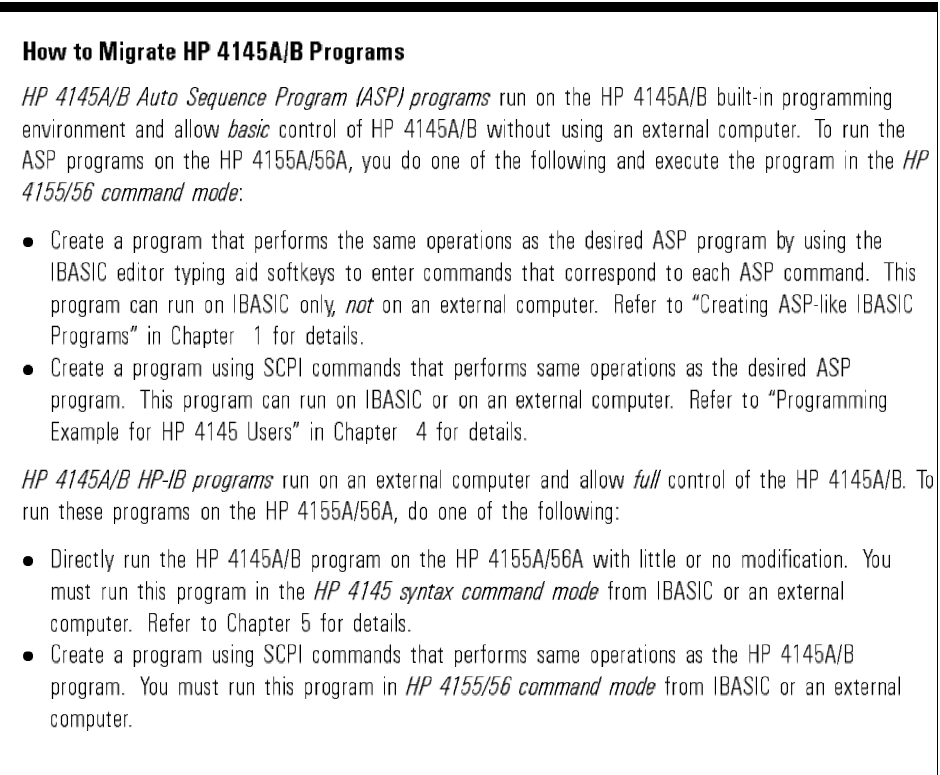 How to Migrate HP 4145A/B Programs
HP 4145A/B Auto Sequence Program (ASP) programs run on the HP 4145A/B built-in programming
environment and allow basic control of HP 4145A/B without using an external computer. To run the
ASP programs on the HP 4155A/56A, you do one of the following and execute the program in the HP
4155/56 command mode:
● Create a program that performs the same operations as the desired ASP program by using the
IBASIC editor typing aid softkeys to enter commands that correspond to each ASP command. This
program can run on IBASIC only, not on an external computer. Refer to "Creating ASP-like IBASIC
Programs" in Chapter 1 for details.
● Create a program using SCPI commands that performs same operations as the desired ASP
program. This program can run on IBASIC or on an external computer. Refer to "Programming
Example for HP 4145 Users" in Chapter 4 for details.
HP 4145A/B HP-IB programs run on an external computer and allow full control of the HP 4145A/B. To
run these programs on the HP 4155A/56A, do one of the following:
● Directly run the HP 4145A/B program on the HP 4155A/56A with little or no modification. You
must run this program in the HP 4145 syntax command mode from IBASIC or an external
computer. Refer to Chapter 5 for details.
● Create a program using SCPI commands that performs same operations as the HP 4145A/B
program. You must run this program in HP 4155/56 command mode from IBASIC or an external
computer.